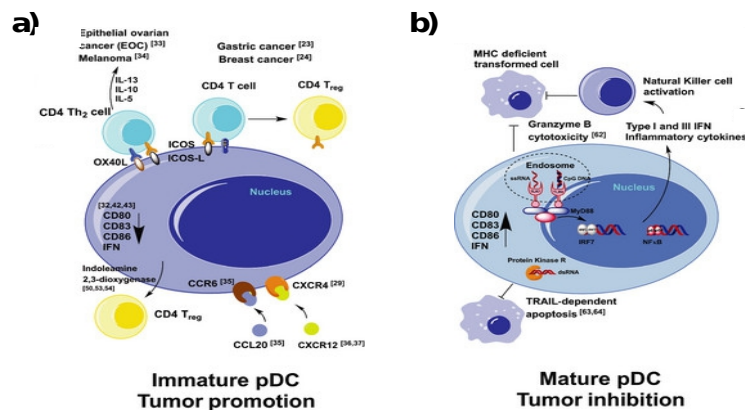 a)
Epithelial ovarian
cancer (EOC) [33]
Melanoma [34]
IL-13
IL-10
IL-5
CD4 Th2 cell
OX40L
Gastric cancer [23]
Breast cancer [24]
CD4 T cell
CD4 Treg
ICOS
ICOS-L
Nucleus
[32,42,43]
CD80
CD83
CD86
IFN
Indoleamine
2,3-dioxygenase
[50,53,54]
CD4 Treg
CCR6 [35]
CXCR4 [29]
CCL20 [35]
CXCR12 [36,37]
Immature pDC
Tumor promotion
b)
MHC deficient
transformed cell
Natural Killer cell
activation
Granzyme B
cytotoxicity [62]
Type I and III IFN
Inflammatory cytokines
Endosome
ssRNA
CpG DNA
Nucleus
MyD88
CD80
CD83
CD86
IFN
IRF7
NFκB
Protein Kinase R
dsRNA
TRAIL-dependent
apoptosis [63,64]
Mature pDC
Tumor inhibition